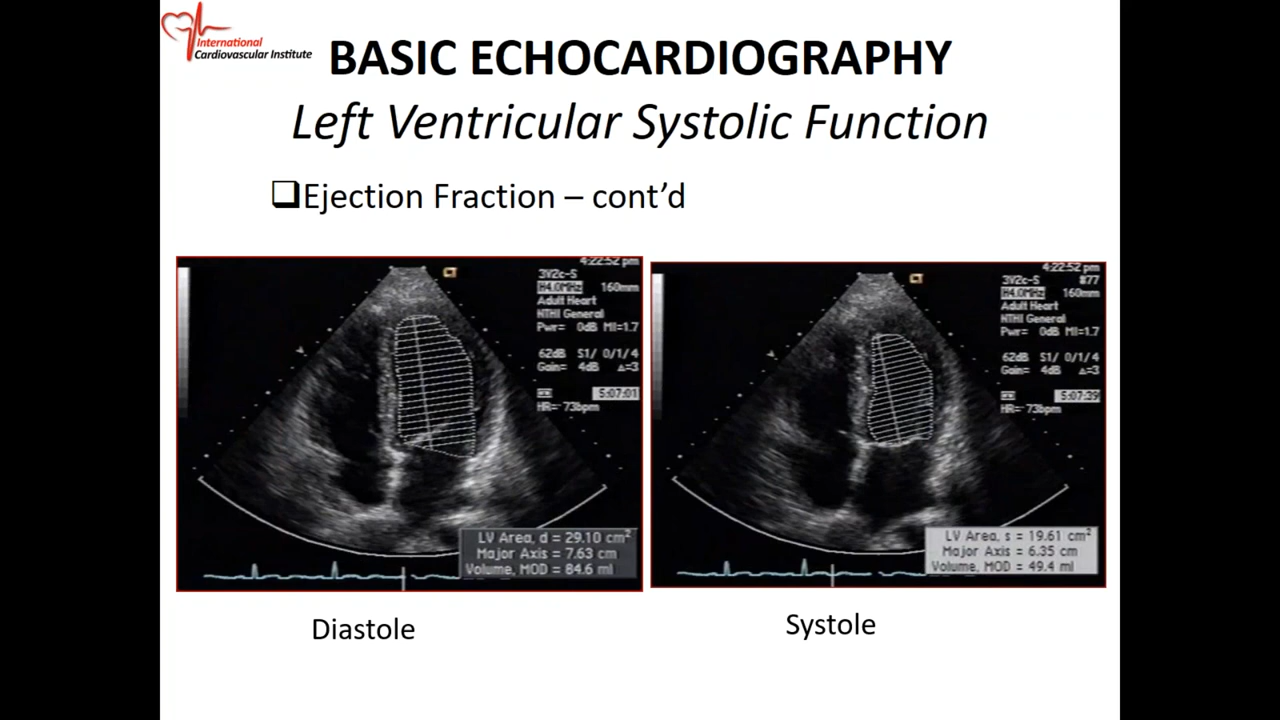 International
Cardiovascular Institute
BASIC ECHOCARDIOGRAPHY
Left Ventricular Systolic Function
❑Ejection Fraction – cont’d
4:22:52 pm
3V2c-S
H4.0MHz 160mm
Adult Heart
NTHI General
Pwr= 0dB MI=1.7
62dB S1/ 0/1/4
Gain= 4dB Δ=3
5:07:01
HR= 73bpm
LV Area, d = 29.10 cm²
Major Axis = 7.63 cm
Volume, MOD = 84.6 ml
Diastole
4:22:52 pm
3V2c-S #77
H4.0MHz 160mm
Adult Heart
NTHI General
Pwr= 0dB MI=1.7
62dB S1/ 0/1/4
Gain= 4dB Δ=3
5:07:39
HR= 73bpm
LV Area, s = 19.61 cm²
Major Axis = 6.35 cm
Volume, MOD = 49.4 ml
Systole